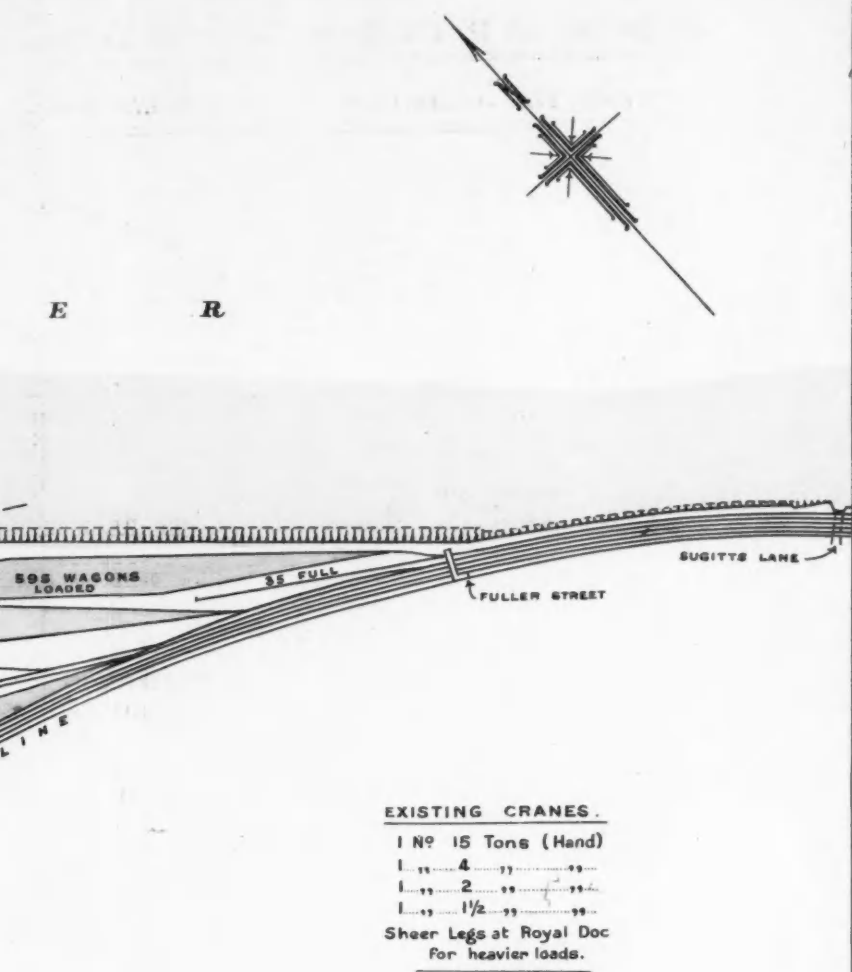 E R
SUGITTS LANE
595 WAGONS
LOADED
35 FULL
FULLER STREET
LINE
EXISTING CRANES.
1 Nº 15 Tons (Hand)
1 ,, 4 ,, ,,
1 ,, 2 ,, ,,
1 ,, 1½ ,, ,,
Sheer Legs at Royal Doc
For heavier loads.